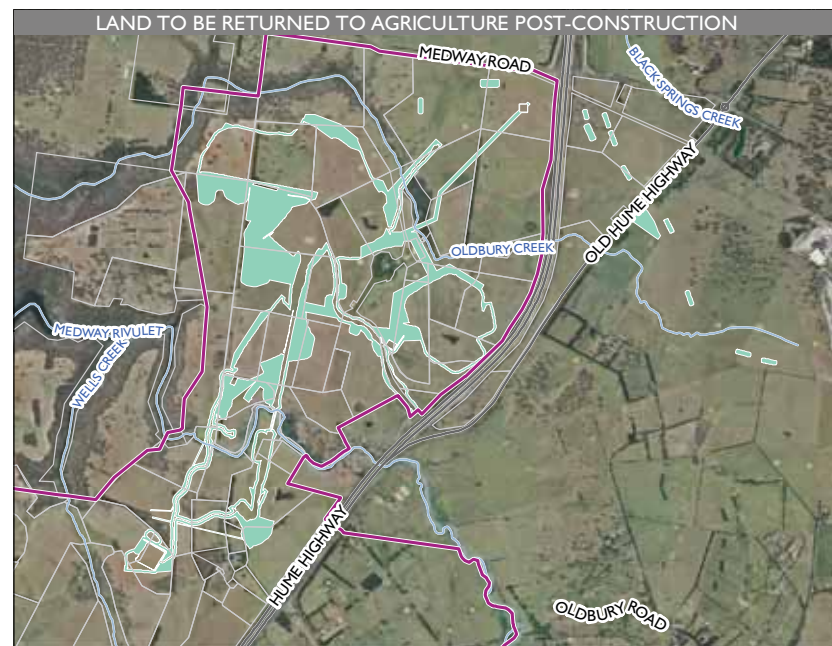 LAND TO BE RETURNED TO AGRICULTURE POST-CONSTRUCTION
MEDWAY ROAD
BLACK SPRINGS CREEK
OLD HUME HIGHWAY
OLDBURY CREEK
MEDWAY RIVULET
WELLS CREEK
HUME HIGHWAY
OLDBURY ROAD